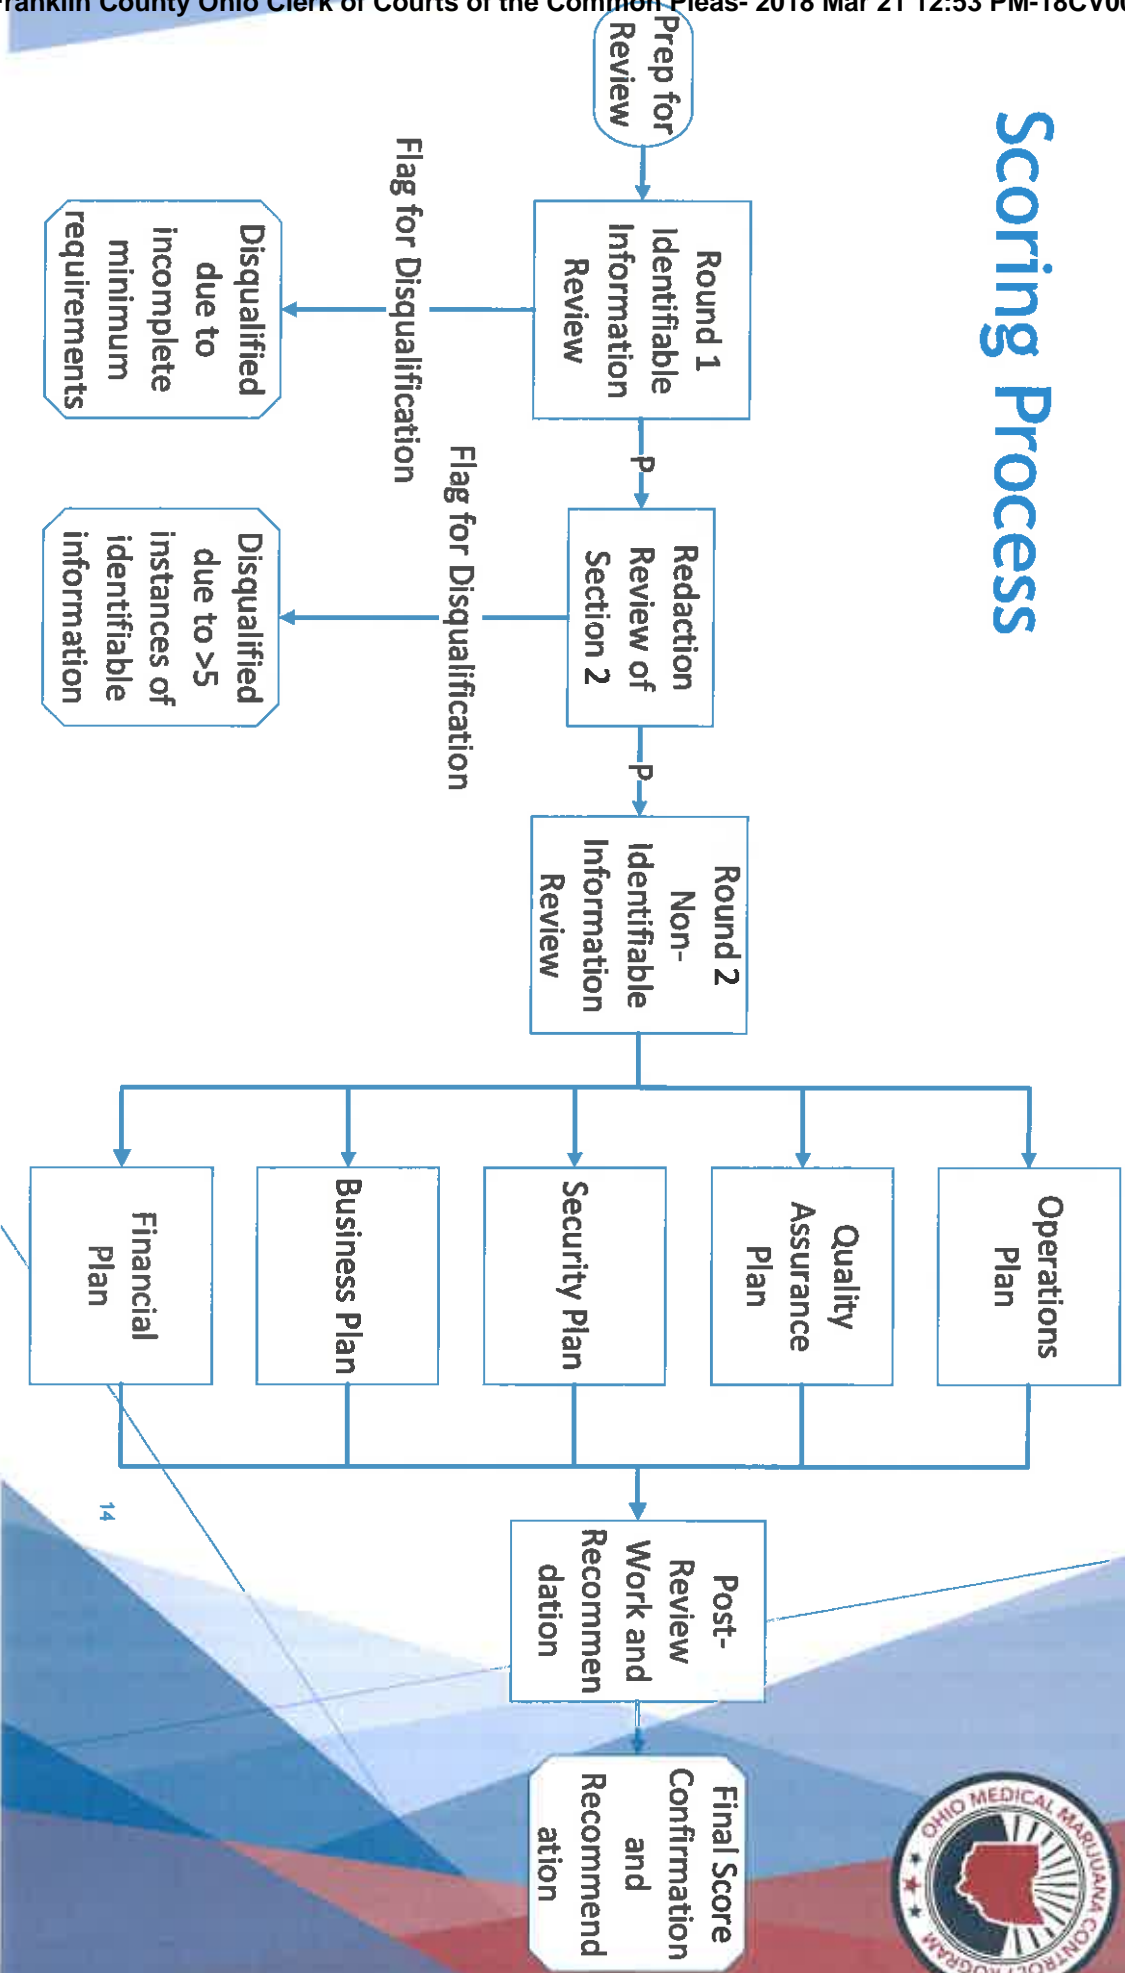 Franklin County Ohio Clerk of Courts of the Common Pleas- 2018 Mar 21 12:53 PM-18CV00
Scoring Process
Prep for
Review
Round 1
Identifiable
Information
Review
P
Redaction
Review of
Section 2
P
Round 2
Non-
Identifiable
Information
Review
Flag for Disqualification
Flag for Disqualification
Disqualified
due to
incomplete
minimum
requirements
Disqualified
due to >5
instances of
identifiable
information
Operations
Plan
Quality
Assurance
Plan
Security Plan
Business Plan
Financial
Plan
Post-
Review
Work and
Recommen
dation
Final Score
Confirmation
and
Recommend
ation
OHIO MEDICAL MARIJUANA CONTROL PROGRAM
14